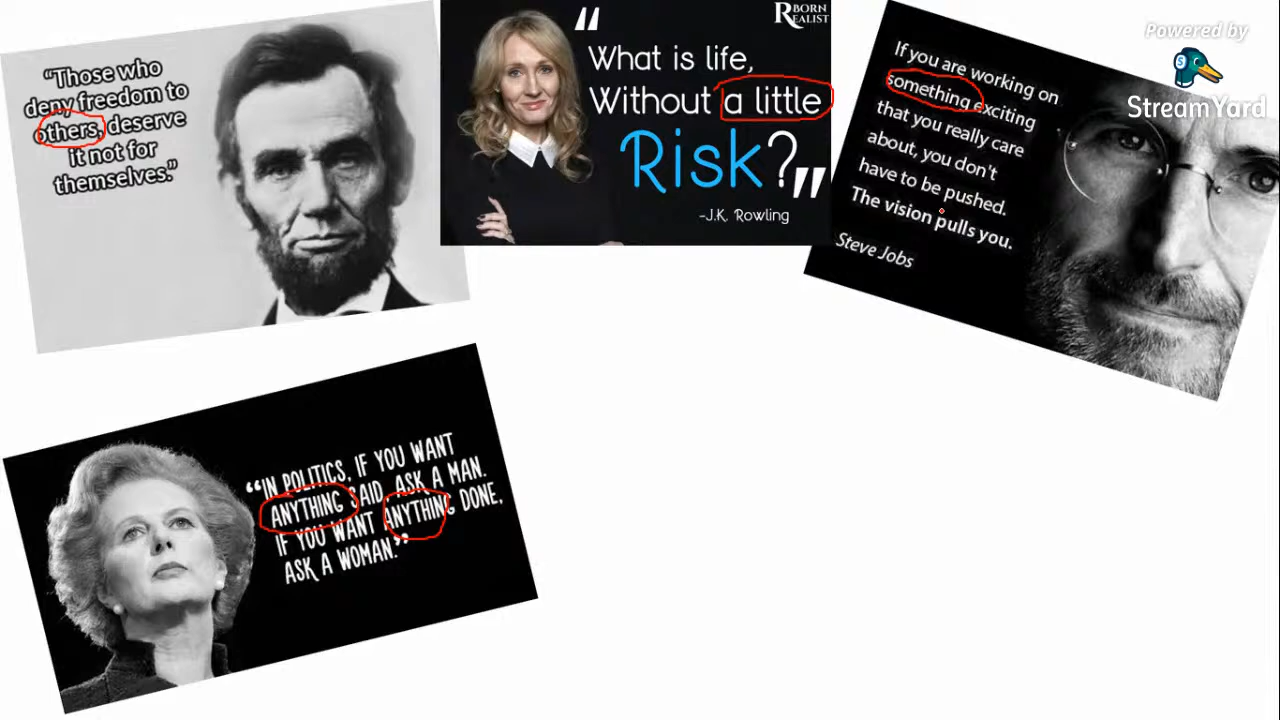 “Those who
deny freedom to
others, deserve
it not for
themselves.”
R BORN
REALIST
"What is life,
Without a little
Risk?"
-J.K. Rowling
If you are working on
something exciting
that you really care
about, you don't
have to be pushed.
The vision pulls you.
Steve Jobs
Powered by
S
StreamYard
“IN POLITICS, IF YOU WANT
ANYTHING SAID, ASK A MAN.
IF YOU WANT ANYTHING DONE,
ASK A WOMAN.”